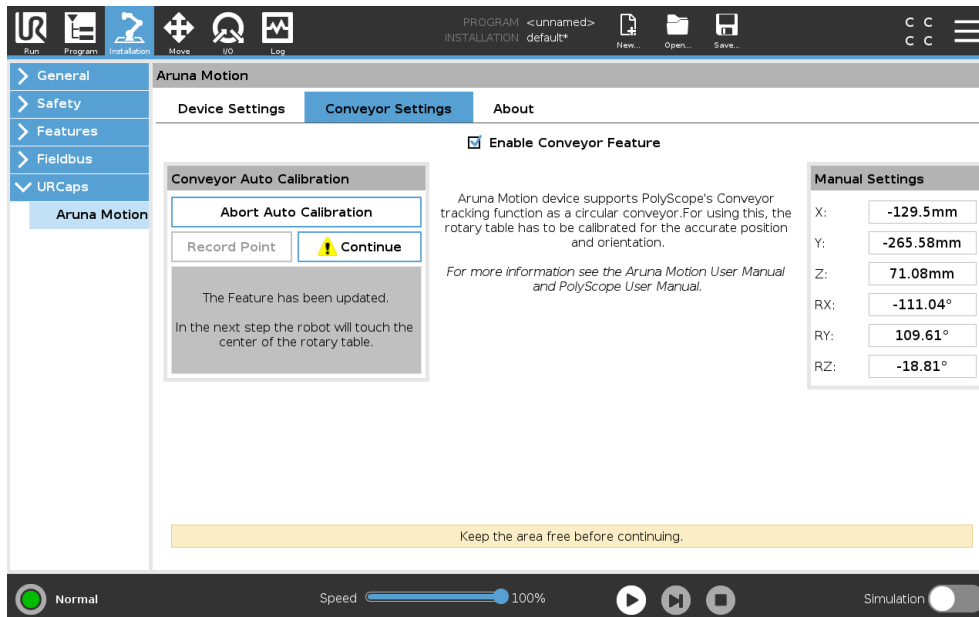 UR
Run
Program
Installation
Move
I/O
Log
PROGRAM <unnamed>
INSTALLATION default*
New...
Open...
Save...
C C
C C
General
Safety
Features
Fieldbus
URCaps
Aruna Motion
Aruna Motion
Device Settings
Conveyor Settings
About
Enable Conveyor Feature
Conveyor Auto Calibration
Abort Auto Calibration
Record Point
Continue
The Feature has been updated.
In the next step the robot will touch the
center of the rotary table.
Aruna Motion device supports PolyScope's Conveyor
tracking function as a circular conveyor.For using this, the
rotary table has to be calibrated for the accurate position
and orientation.
For more information see the Aruna Motion User Manual
and PolyScope User Manual.
Manual Settings
X: -129.5mm
Y: -265.58mm
Z: 71.08mm
RX: -111.04°
RY: 109.61°
RZ: -18.81°
Keep the area free before continuing.
Normal
Speed 100%
Simulation